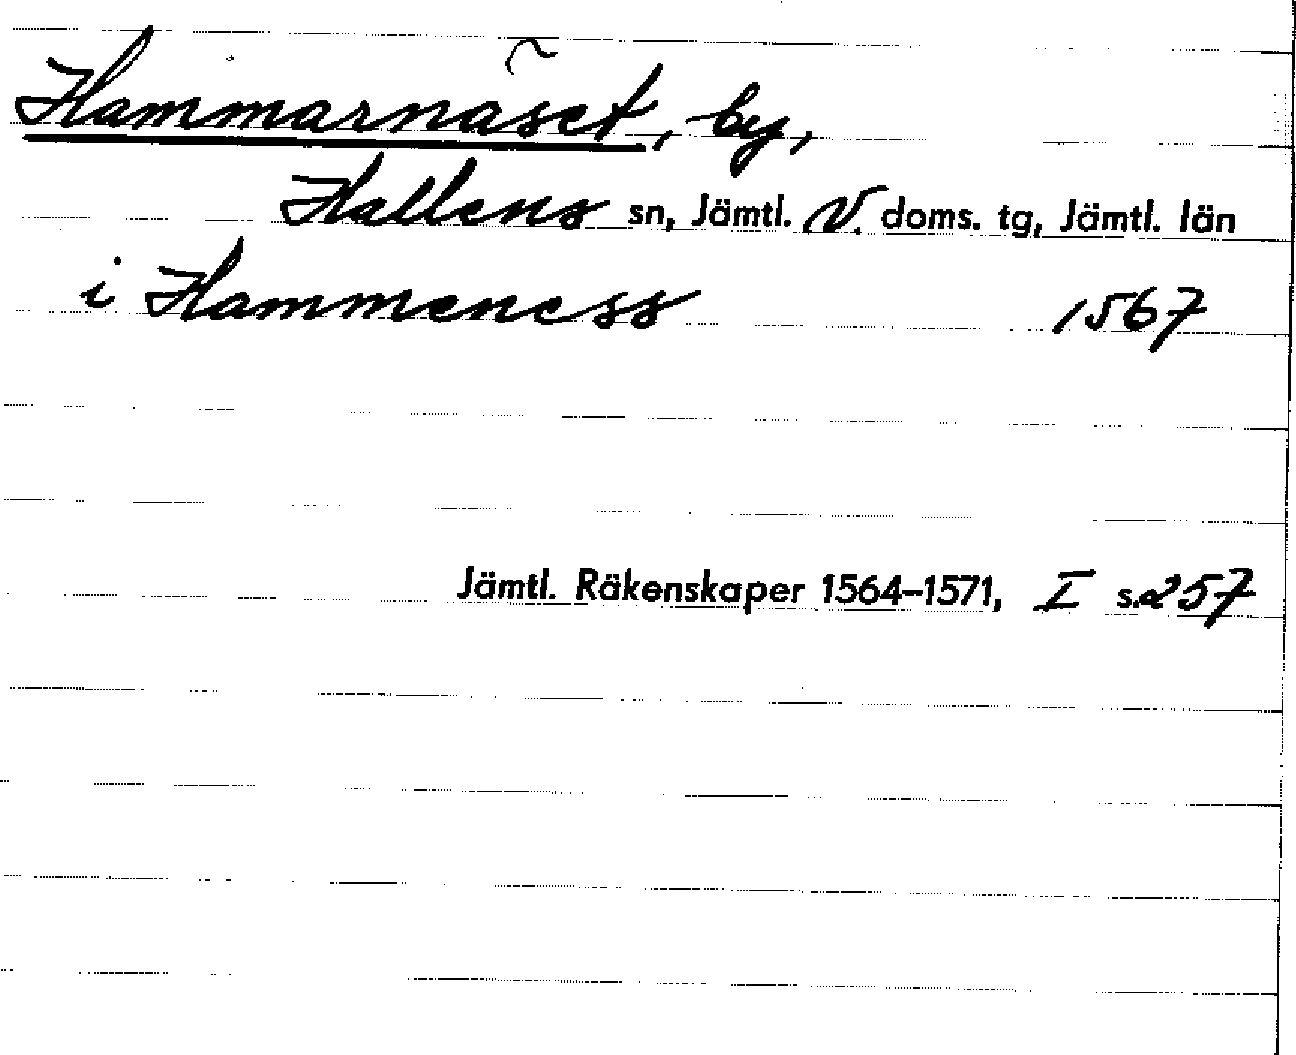 Hammarnäset, by,
Hallens sn, Jämtl. V. doms. tg, Jämtl. län
i Hammeness 1567
Jämtl. Räkenskaper 1564–1571, I s. 257